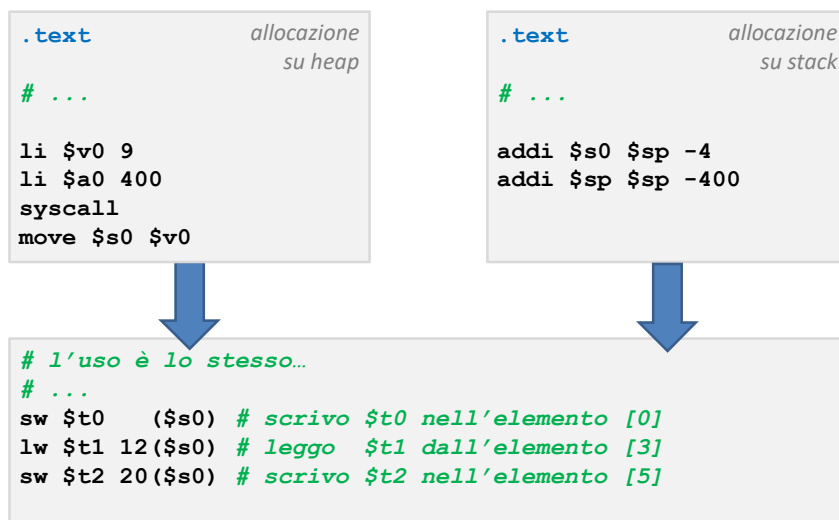 .text allocazione
su heap
# ...
li $v0 9
li $a0 400
syscall
move $s0 $v0
.text allocazione
su stack
# ...
addi $s0 $sp -4
addi $sp $sp -400
# l'uso è lo stesso…
# ...
sw $t0 ($s0) # scrivo $t0 nell'elemento [0]
lw $t1 12($s0) # leggo $t1 dall'elemento [3]
sw $t2 20($s0) # scrivo $t2 nell'elemento [5]